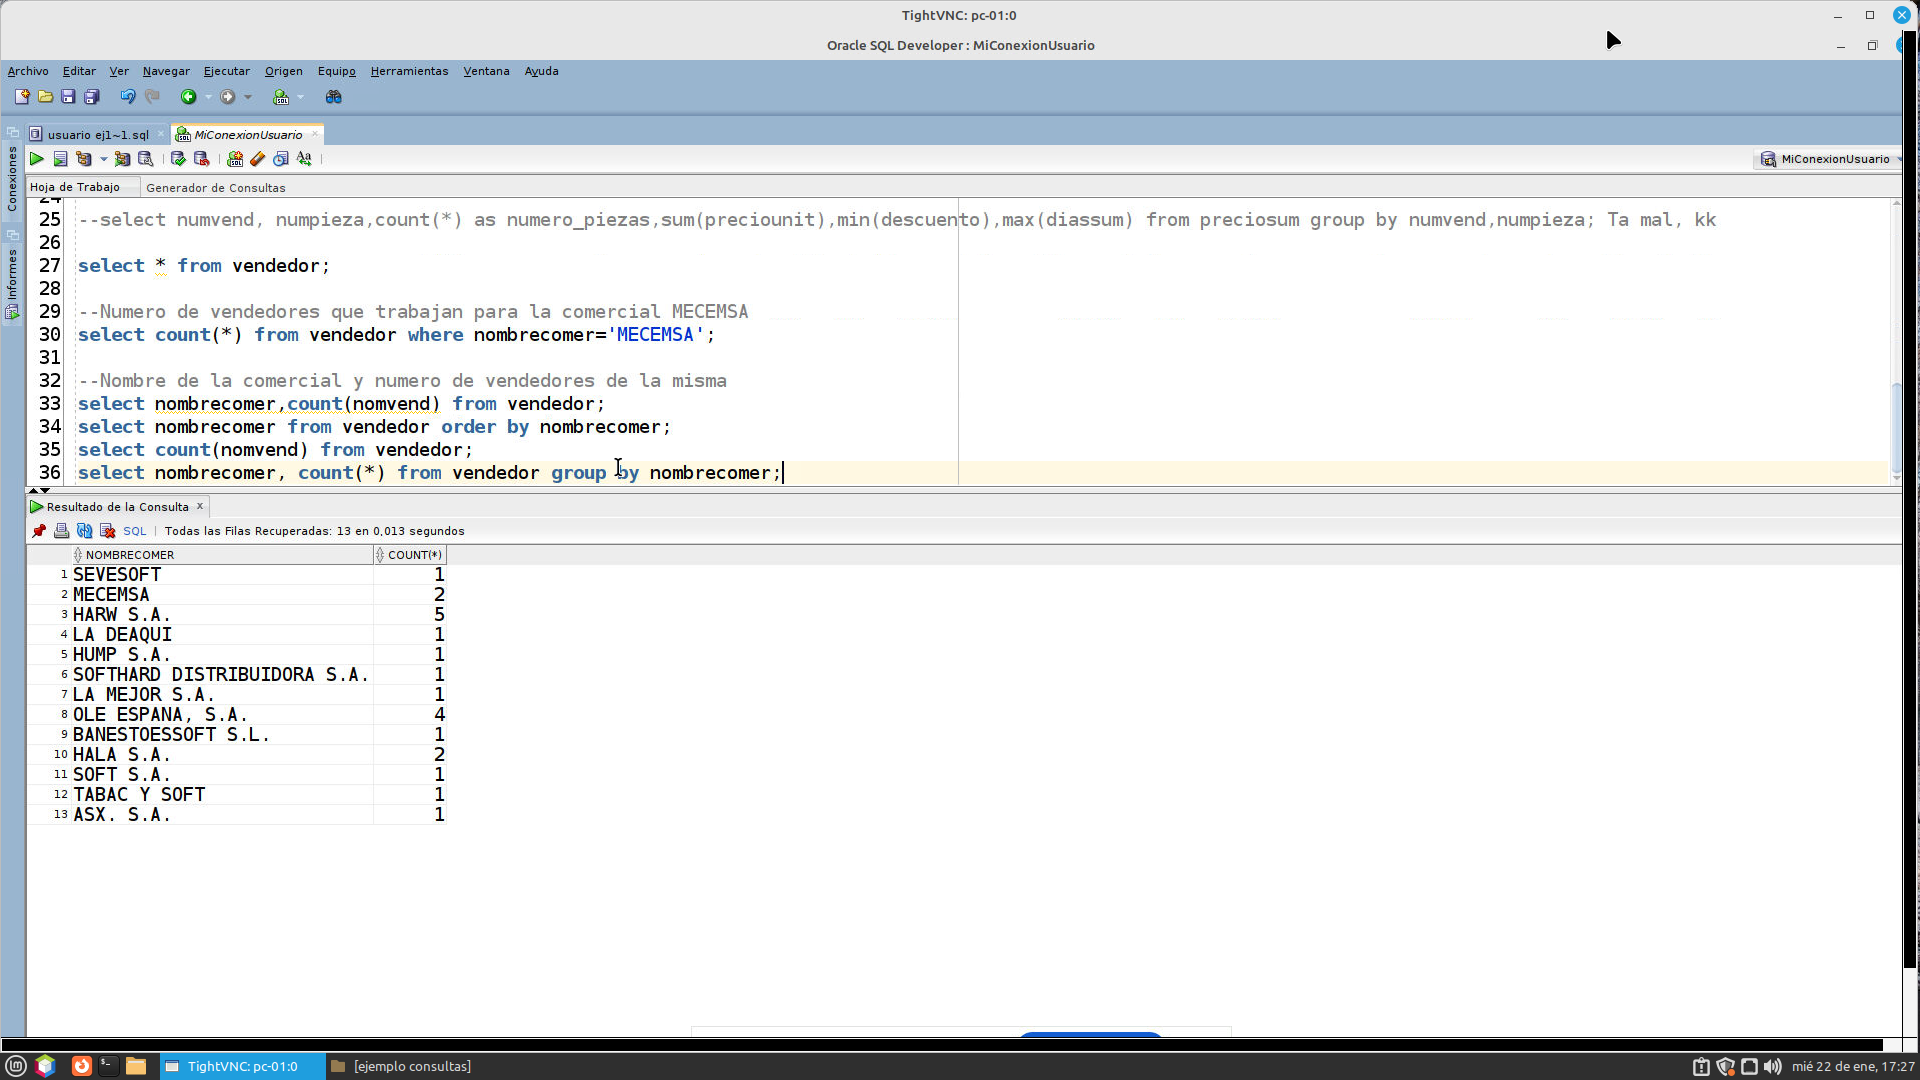 TightVNC: pc-01:0
Oracle SQL Developer : MiConexionUsuario
Archivo Editar Ver Navegar Ejecutar Origen Equipo Herramientas Ventana Ayuda
usuario ej1~1.sql
MiConexionUsuario
MiConexionUsuario
Conexiones
Informes
Hoja de Trabajo
Generador de Consultas
24
25 --select numvend, numpieza,count(*) as numero_piezas,sum(preciounit),min(descuento),max(diassum) from preciosum group by numvend,numpieza; Ta mal, kk
26
27 select * from vendedor;
28
29 --Numero de vendedores que trabajan para la comercial MECEMSA
30 select count(*) from vendedor where nombrecomer='MECEMSA';
31
32 --Nombre de la comercial y numero de vendedores de la misma
33 select nombrecomer,count(nomvend) from vendedor;
34 select nombrecomer from vendedor order by nombrecomer;
35 select count(nomvend) from vendedor;
36 select nombrecomer, count(*) from vendedor group by nombrecomer;
Resultado de la Consulta
SQL | Todas las Filas Recuperadas: 13 en 0,013 segundos
NOMBRECOMER COUNT(*)
1 SEVESOFT 1
2 MECEMSA 2
3 HARW S.A. 5
4 LA DEAQUI 1
5 HUMP S.A. 1
6 SOFTHARD DISTRIBUIDORA S.A. 1
7 LA MEJOR S.A. 1
8 OLE ESPANA, S.A. 4
9 BANESTOESSOFT S.L. 1
10 HALA S.A. 2
11 SOFT S.A. 1
12 TABAC Y SOFT 1
13 ASX. S.A. 1
TightVNC: pc-01:0
[ejemplo consultas]
mié 22 de ene, 17:27